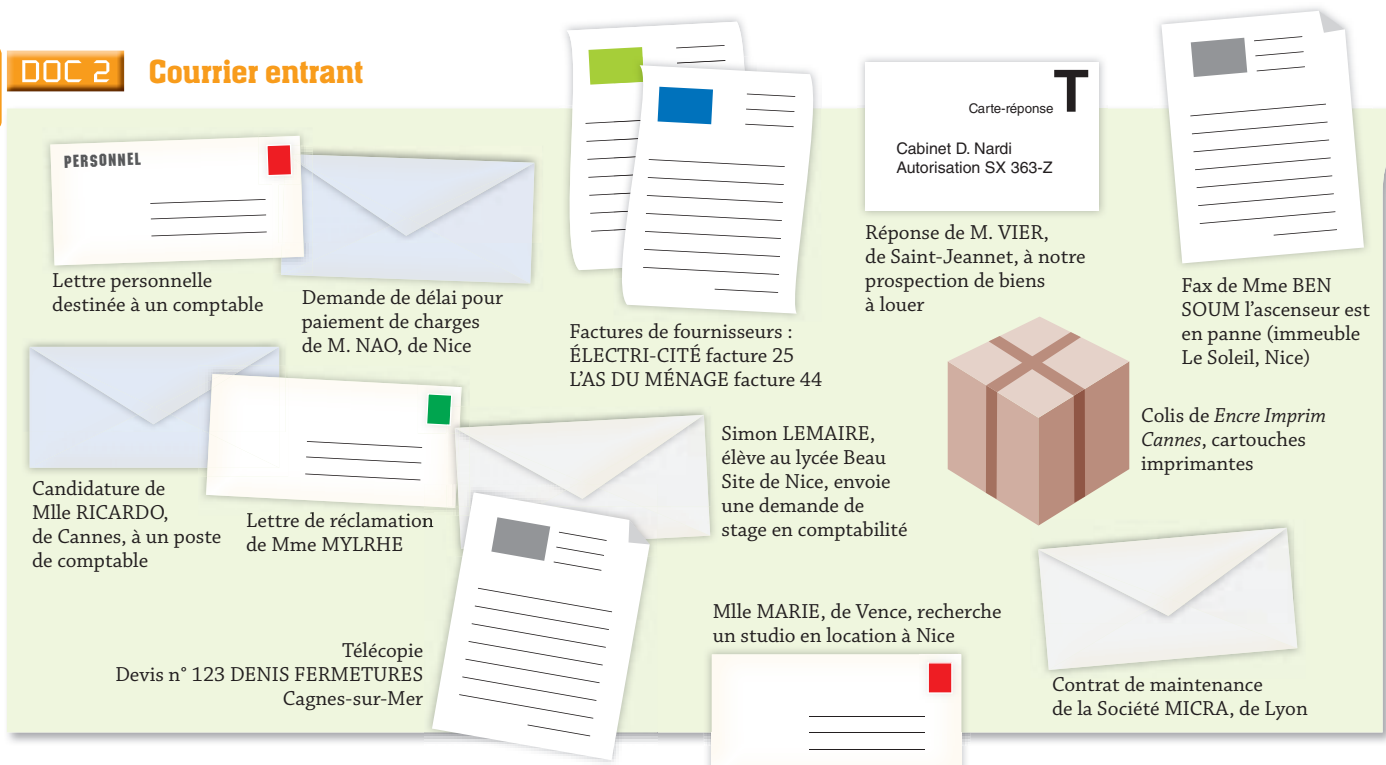 DOC 2 Courrier entrant
PERSONNEL
Lettre personnelle
destinée à un comptable
Demande de délai pour
paiement de charges
de M. NAO, de Nice
Factures de fournisseurs :
ÉLECTRI-CITÉ facture 25
L'AS DU MÉNAGE facture 44
Carte-réponse T
Cabinet D. Nardi
Autorisation SX 363-Z
Réponse de M. VIER,
de Saint-Jeannet, à notre
prospection de biens
à louer
Fax de Mme BEN
SOUM l'ascenseur est
en panne (immeuble
Le Soleil, Nice)
Candidature de
Mlle RICARDO,
de Cannes, à un poste
de comptable
Lettre de réclamation
de Mme MYLRHE
Simon LEMAIRE,
élève au lycée Beau
Site de Nice, envoie
une demande de
stage en comptabilité
Colis de Encre Imprim
Cannes, cartouches
imprimantes
Télécopie
Devis n° 123 DENIS FERMETURES
Cagnes-sur-Mer
Mlle MARIE, de Vence, recherche
un studio en location à Nice
Contrat de maintenance
de la Société MICRA, de Lyon